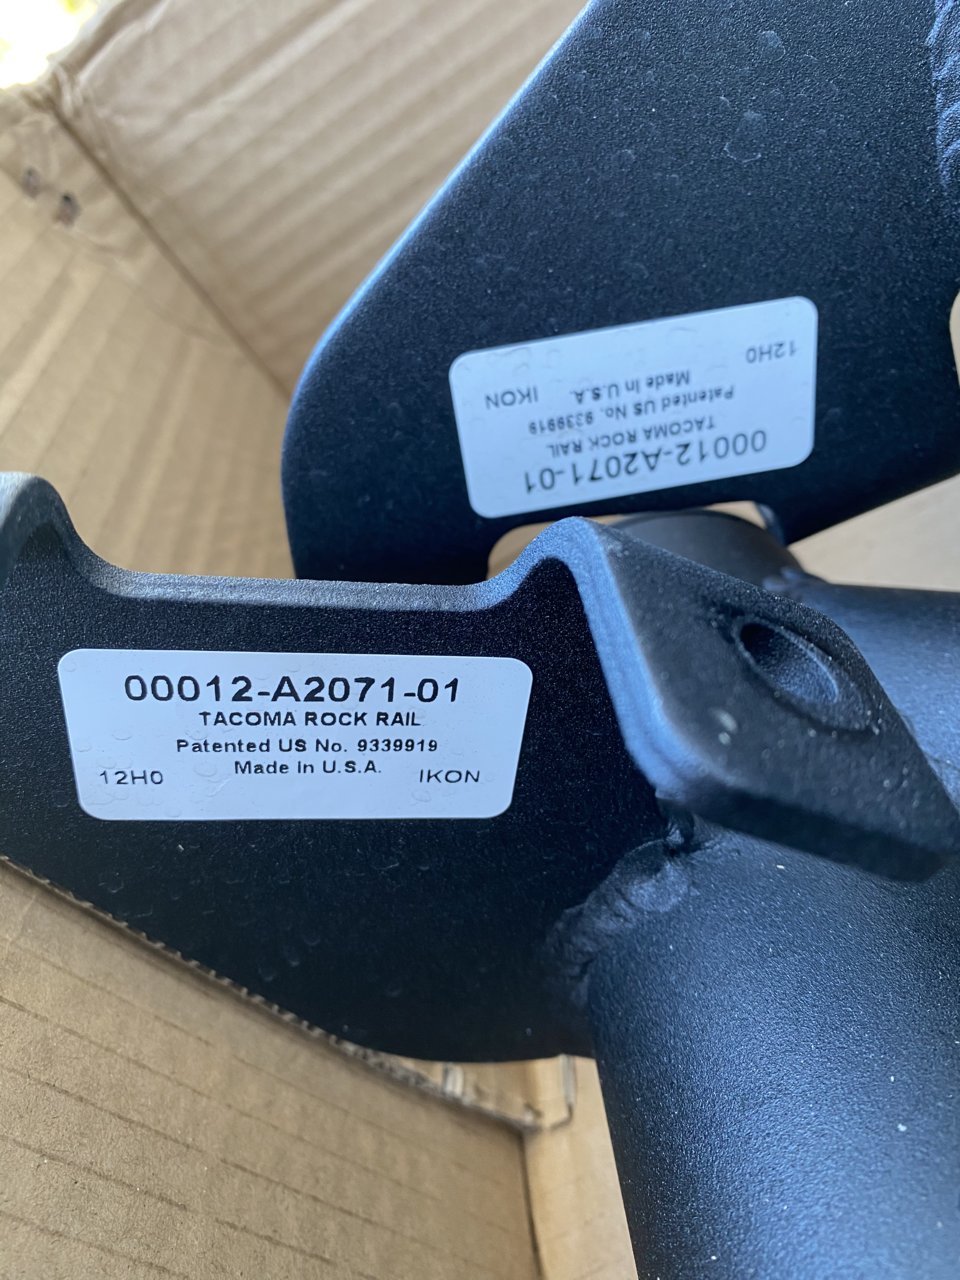 12H0
Made in U.S.A.
IKON
Patented US No. 9339919
TACOMA ROCK RAIL
00012-A2071-01
00012-A2071-01
TACOMA ROCK RAIL
Patented US No. 9339919
Made in U.S.A.
12H0
IKON